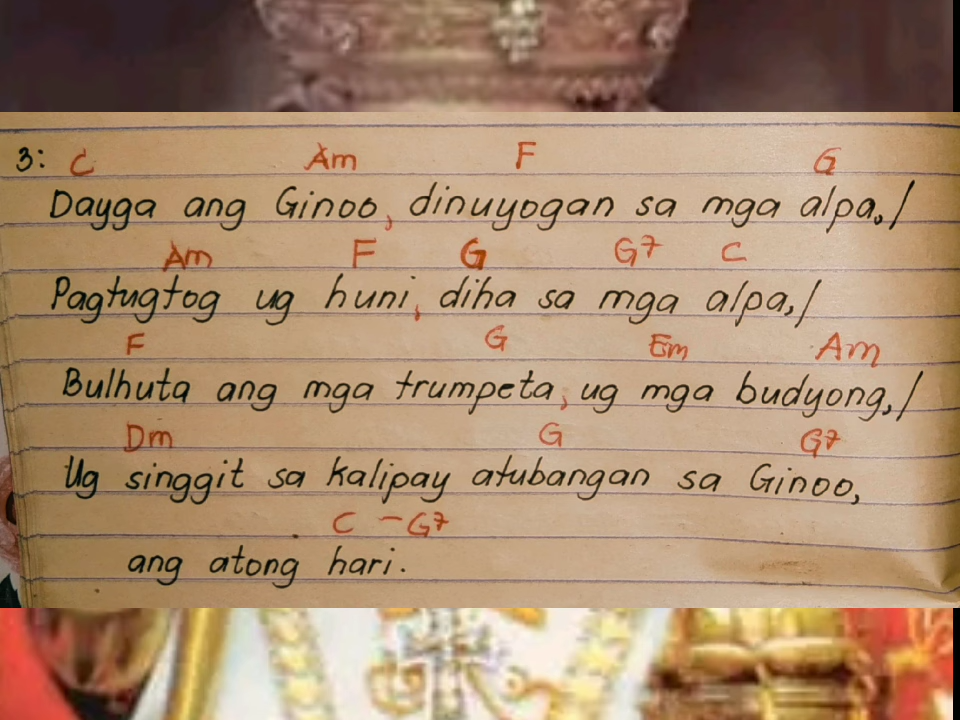 3: C Am F G
Dayga ang Ginoo, dinuyogan sa mga alpa,/
Am F G G7 C
Pagtugtog ug huni, diha sa mga alpa,/
F G Em Am
Bulhuta ang mga trumpeta, ug mga budyong,/
Dm G G7
Ug singgit sa kalipay atubangan sa Ginoo,
C - G7
ang atong hari.